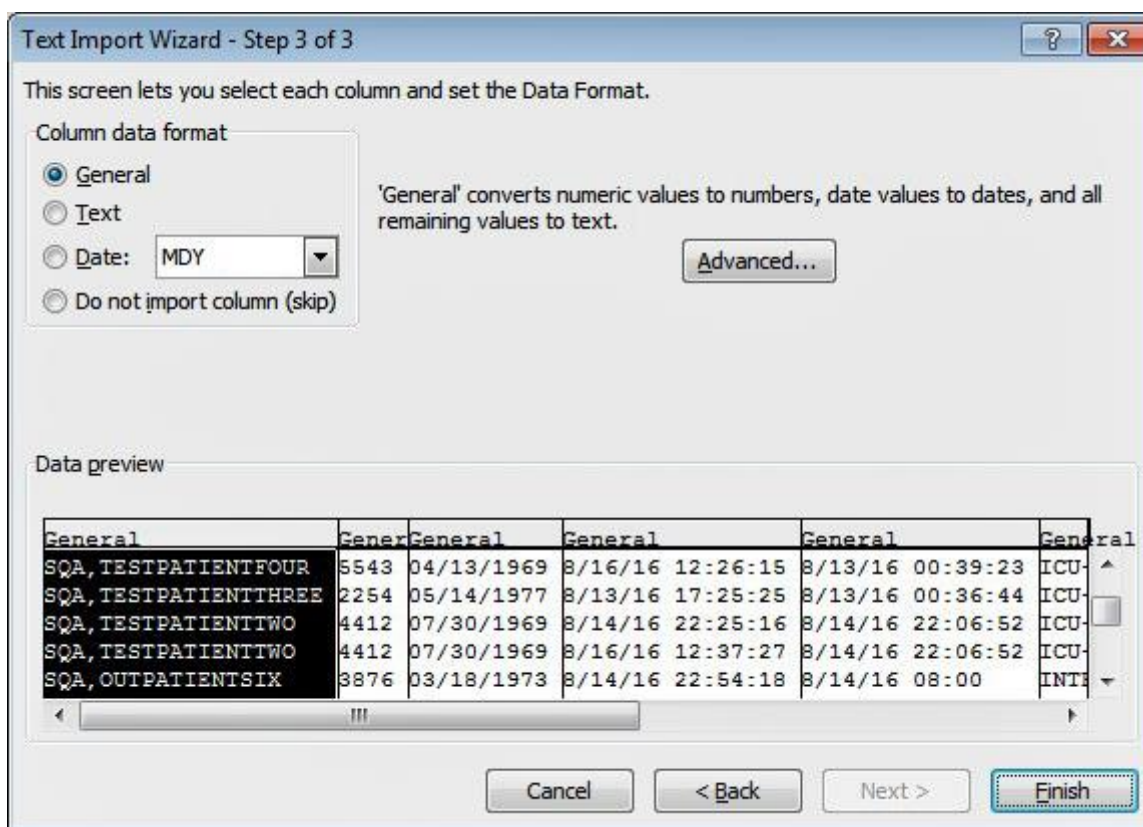 Text Import Wizard - Step 3 of 3
This screen lets you select each column and set the Data Format.
Column data format
General
Text
Date: MDY
Do not import column (skip)
'General' converts numeric values to numbers, date values to dates, and all
remaining values to text.
Advanced...
Data preview
General Gener General General General General
SQA,TESTPATIENTFOUR 5543 04/13/1969 8/16/16 12:26:15 8/13/16 00:39:23 ICU-
SQA,TESTPATIENTTHREE 2254 05/14/1977 8/13/16 17:25:25 8/13/16 00:36:44 ICU-
SQA,TESTPATIENTTWO 4412 07/30/1969 8/14/16 22:25:16 8/14/16 22:06:52 ICU-
SQA,TESTPATIENTTWO 4412 07/30/1969 8/16/16 12:37:27 8/14/16 22:06:52 ICU-
SQA,OUTPATIENTSIX 3876 03/18/1973 8/14/16 22:54:18 8/14/16 08:00 INTE
Cancel < Back Next > Finish